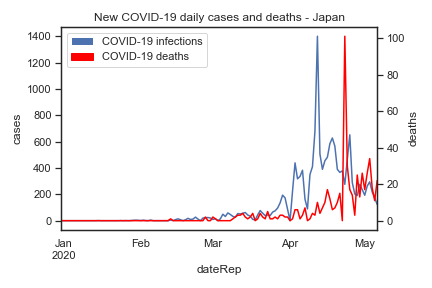 New COVID-19 daily cases and deaths - Japan
COVID-19 infections
COVID-19 deaths
1400
1200
1000
800
600
400
200
0
cases
100
80
60
40
20
0
deaths
Jan Feb Mar Apr May
2020
dateRep